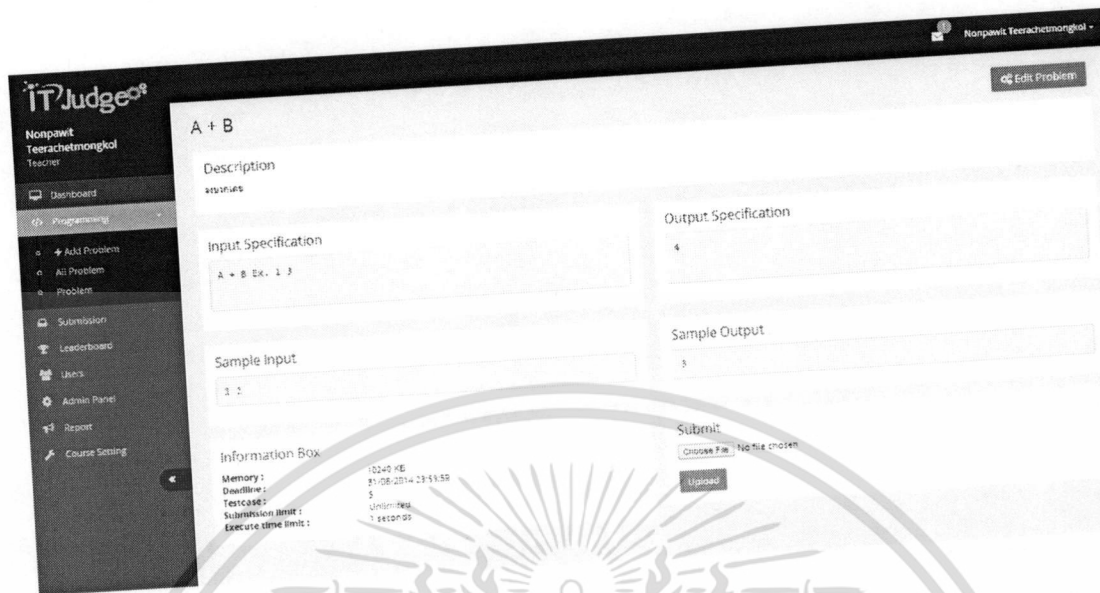 Nonpawit Teerachetmongkol
iTJudge
Nonpawit
Teerachetmongkol
Teacher
Dashboard
Programming
Add Problem
All Problem
Problem
Submission
Leaderboard
Users
Admin Panel
Report
Course Setting
Edit Problem
A + B
Description
Input Specification
A + B Ex. 1 3
Output Specification
4
Sample Input
Sample Output
3
Information Box
Memory : 10240 KB
Deadline : 31-08-2014 23:59:59
Testcase : 5
Submission limit : Unlimited
Execute time limit : 1 seconds
Submit
Choose File No file chosen
Upload